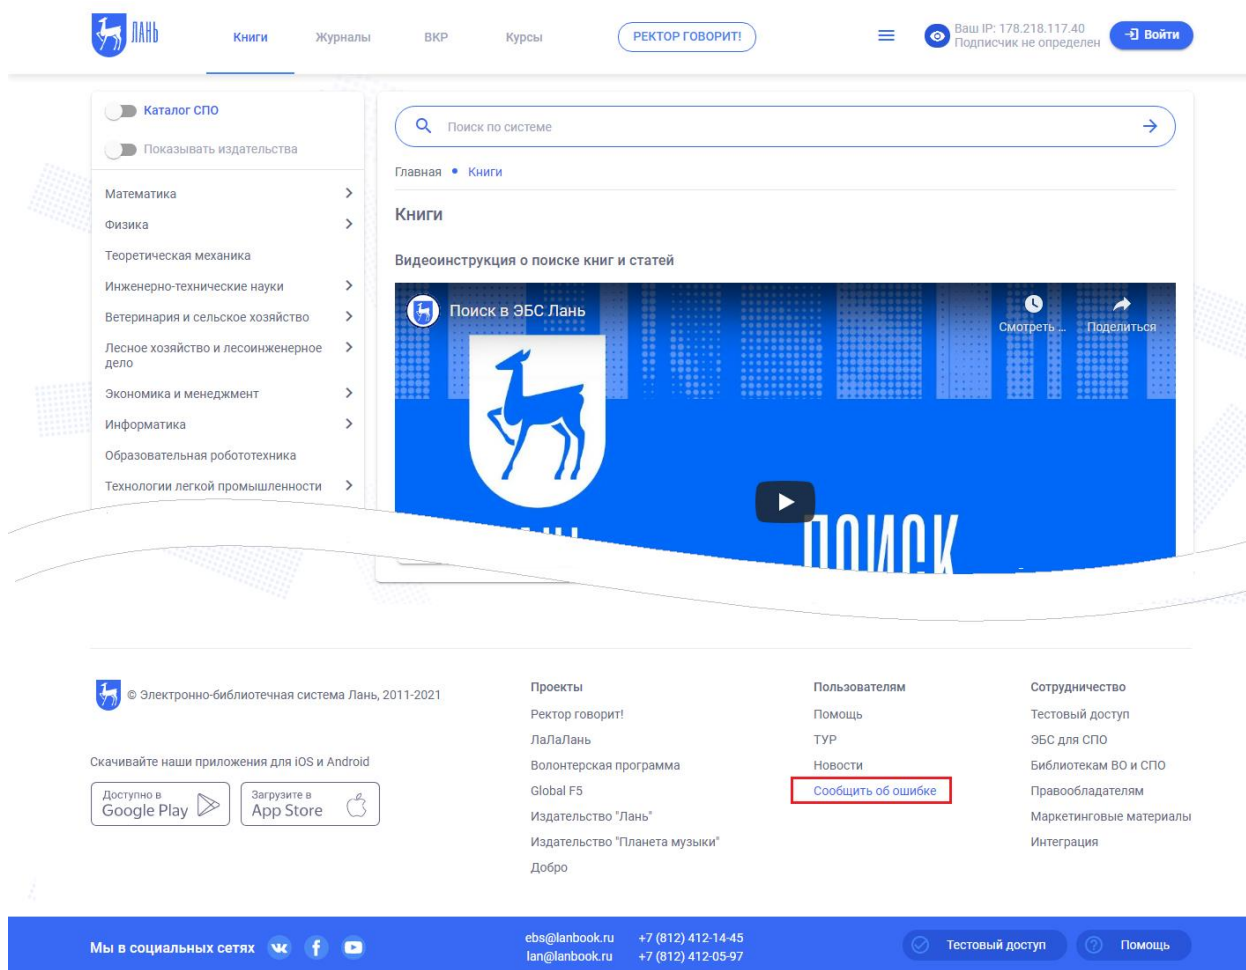 ЛАНЬ
Книги
Журналы
ВКР
Курсы
РЕКТОР ГОВОРИТ!
Ваш IP: 178.218.117.40
Подписчик не определен
Войти
Каталог СПО
Показывать издательства
Математика
Физика
Теоретическая механика
Инженерно-технические науки
Ветеринария и сельское хозяйство
Лесное хозяйство и лесоинженерное
дело
Экономика и менеджмент
Информатика
Образовательная робототехника
Технологии легкой промышленности
Поиск по системе
Главная • Книги
Книги
Видеоинструкция о поиске книг и статей
Поиск в ЭБС Лань
Смотреть ...
Поделиться
ПОИСК
© Электронно-библиотечная система Лань, 2011-2021
Скачивайте наши приложения для iOS и Android
Доступно в
Google Play
Загрузите в
App Store
Проекты
Ректор говорит!
ЛаЛаЛань
Волонтерская программа
Global F5
Издательство "Лань"
Издательство "Планета музыки"
Добро
Пользователям
Помощь
ТУР
Новости
Сообщить об ошибке
Сотрудничество
Тестовый доступ
ЭБС для СПО
Библиотекам ВО и СПО
Правообладателям
Маркетинговые материалы
Интеграция
Мы в социальных сетях
ebs@lanbook.ru
lan@lanbook.ru
+7 (812) 412-14-45
+7 (812) 412-05-97
Тестовый доступ
Помощь